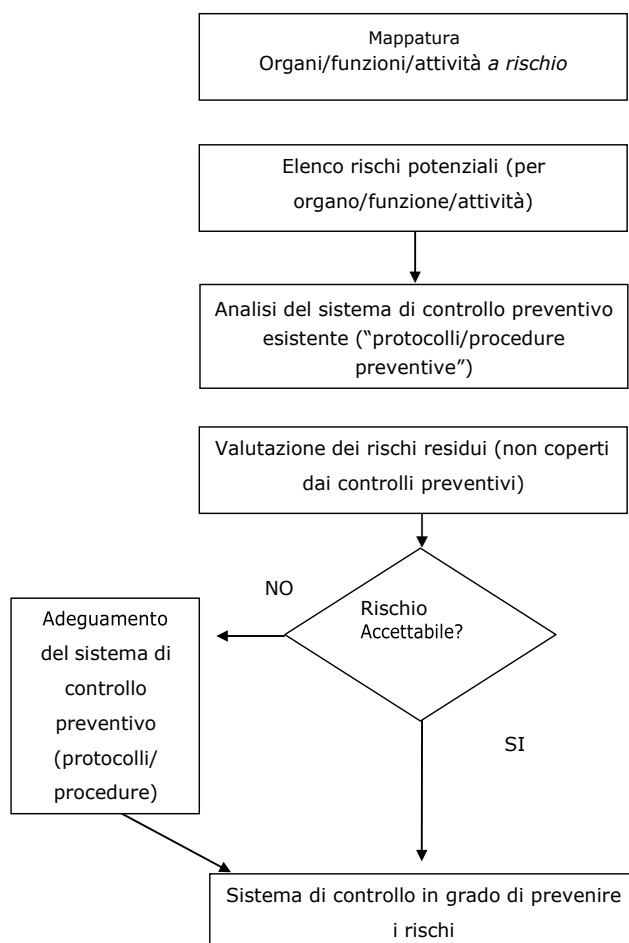 Mappatura
Organi/funzioni/attività a rischio
Elenco rischi potenziali (per
organo/funzione/attività)
Analisi del sistema di controllo preventivo
esistente (“protocolli/procedure
preventive”)
Valutazione dei rischi residui (non coperti
dai controlli preventivi)
NO
Rischio
Accettabile?
Adeguamento
del sistema di
controllo
preventivo
(protocolli/
procedure)
SI
Sistema di controllo in grado di prevenire
i rischi